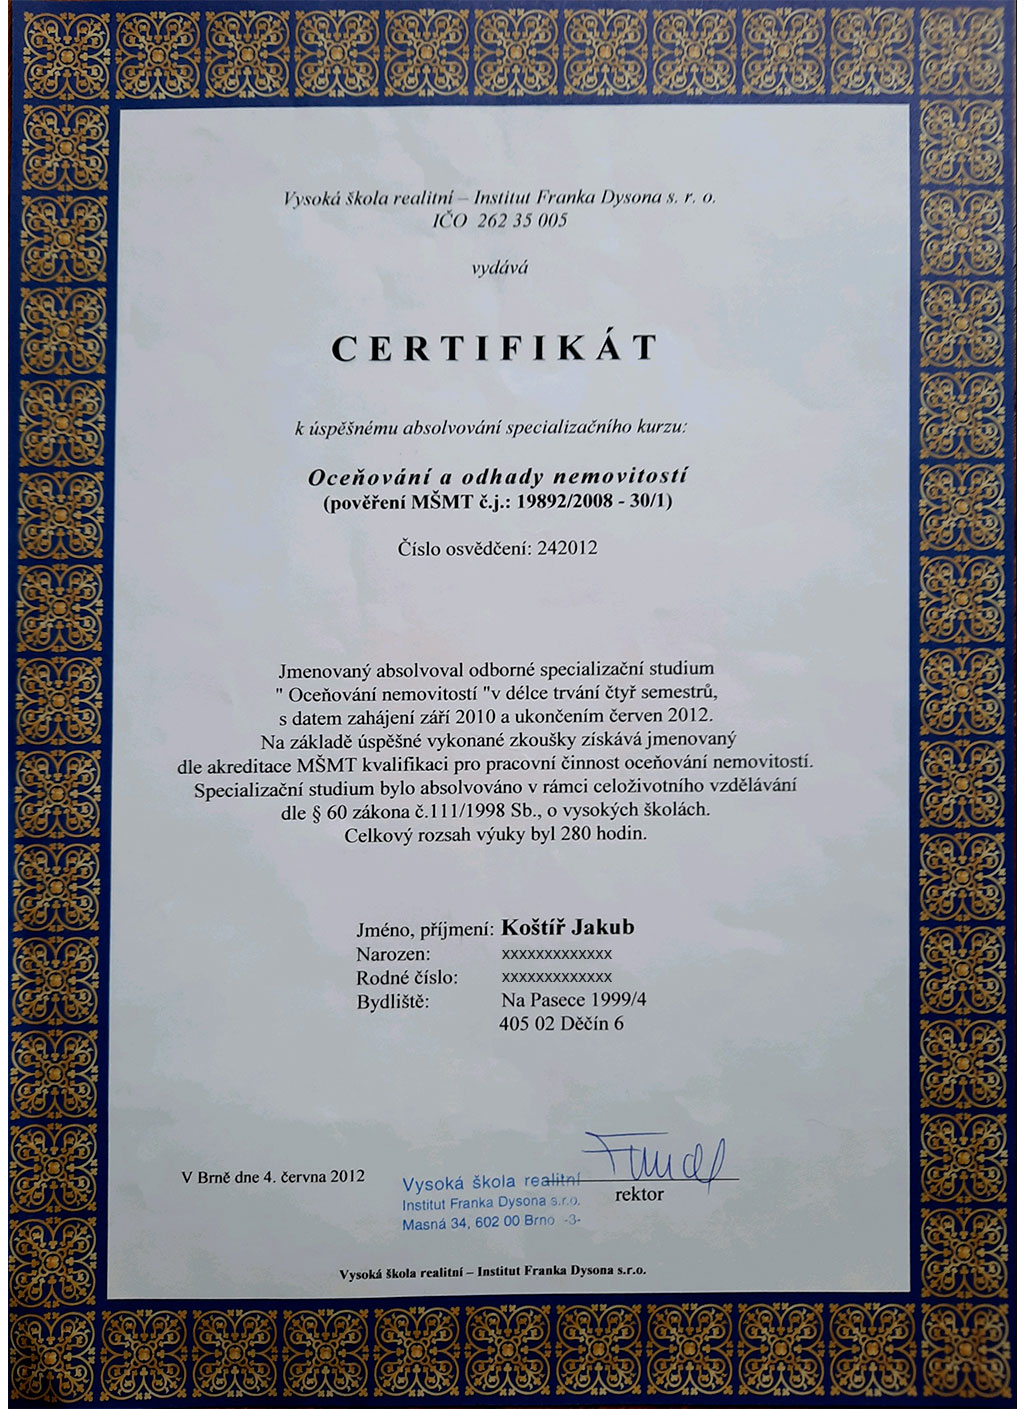 Vysoká škola realitní – Institut Franka Dysona s. r. o.
IČO 262 35 005
vydává
CERTIFIKÁT
k úspěšnému absolvování specializačního kurzu:
Oceňování a odhady nemovitostí
(pověření MŠMT č.j.: 19892/2008 - 30/1)
Číslo osvědčení: 242012
Jmenovaný absolvoval odborné specializační studium
" Oceňování nemovitostí "v délce trvání čtyř semestrů,
s datem zahájení září 2010 a ukončením červen 2012.
Na základě úspěšné vykonané zkoušky získává jmenovaný
dle akreditace MŠMT kvalifikaci pro pracovní činnost oceňování nemovitostí.
Specializační studium bylo absolvováno v rámci celoživotního vzdělávání
dle § 60 zákona č.111/1998 Sb., o vysokých školách.
Celkový rozsah výuky byl 280 hodin.
Jméno, příjmení: Koštíř Jakub
Narozen: xxxxxxxxxxxxx
Rodné číslo: xxxxxxxxxxxxx
Bydliště: Na Pasece 1999/4
405 02 Děčín 6
V Brně dne 4. června 2012
Vysoká škola realitní
Institut Franka Dysona s.r.o.
Masná 34, 602 00 Brno -3-
rektor
Vysoká škola realitní – Institut Franka Dysona s.r.o.